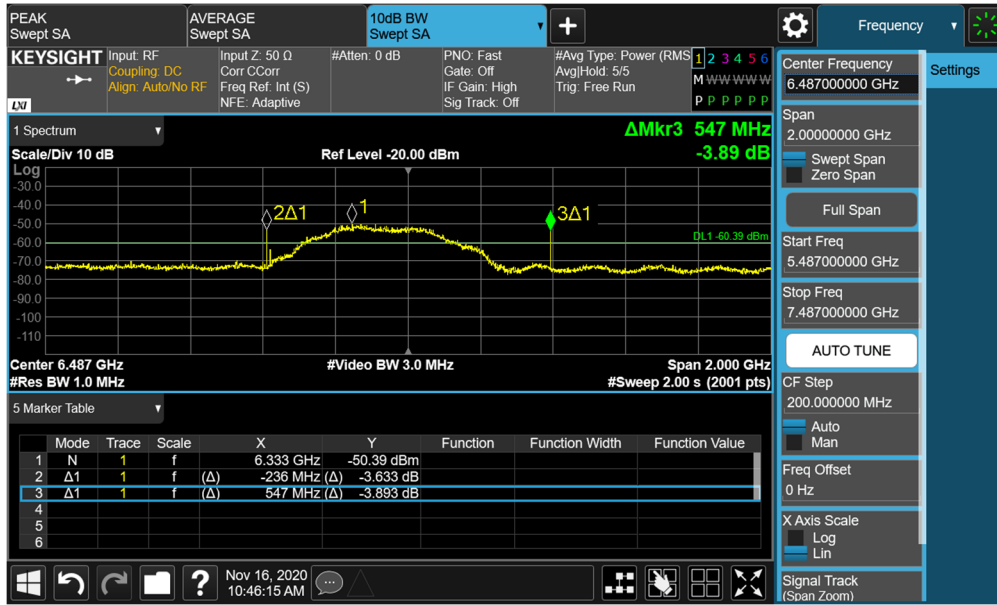 PEAK
Swept SA
AVERAGE
Swept SA
10dB BW
Swept SA
Frequency
KEYSIGHT
LXI
Input: RF
Coupling: DC
Align: Auto/No RF
Input Z: 50 Ω
Corr CCorr
Freq Ref: Int (S)
NFE: Adaptive
#Atten: 0 dB
PNO: Fast
Gate: Off
IF Gain: High
Sig Track: Off
#Avg Type: Power (RMS
Avg|Hold: 5/5
Trig: Free Run
1 2 3 4 5 6
M W W W W W
P P P P P P
1 Spectrum
ΔMkr3 547 MHz
-3.89 dB
Scale/Div 10 dB
Ref Level -20.00 dBm
Log
-30.0
-40.0
-50.0
-60.0
-70.0
-80.0
-90.0
-100
-110
2Δ1
1
3Δ1
DL1 -60.39 dBm
Center 6.487 GHz
#Video BW 3.0 MHz
Span 2.000 GHz
#Res BW 1.0 MHz
#Sweep 2.00 s (2001 pts)
5 Marker Table
Mode Trace Scale X Y Function Function Width Function Value
1 N 1 f 6.333 GHz -50.39 dBm
2 Δ1 1 f (Δ) -236 MHz (Δ) -3.633 dB
3 Δ1 1 f (Δ) 547 MHz (Δ) -3.893 dB
4
5
6
Nov 16, 2020
10:46:15 AM
Center Frequency
6.487000000 GHz
Settings
Span
2.00000000 GHz
Swept Span
Zero Span
Full Span
Start Freq
5.487000000 GHz
Stop Freq
7.487000000 GHz
AUTO TUNE
CF Step
200.000000 MHz
Auto
Man
Freq Offset
0 Hz
X Axis Scale
Log
Lin
Signal Track
(Span Zoom)